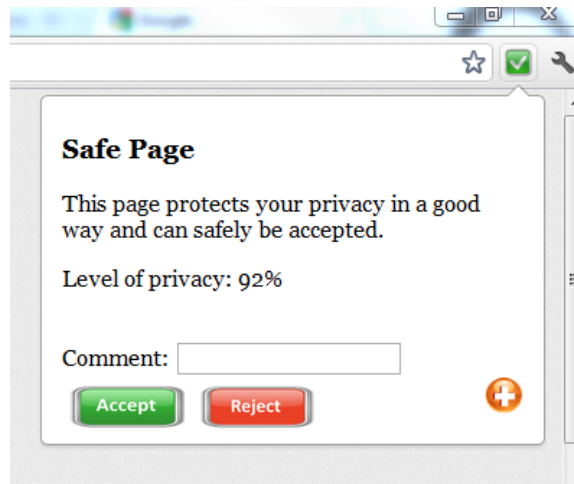 Google
Safe Page
This page protects your privacy in a good
way and can safely be accepted.
Level of privacy: 92%
Comment:
Accept Reject